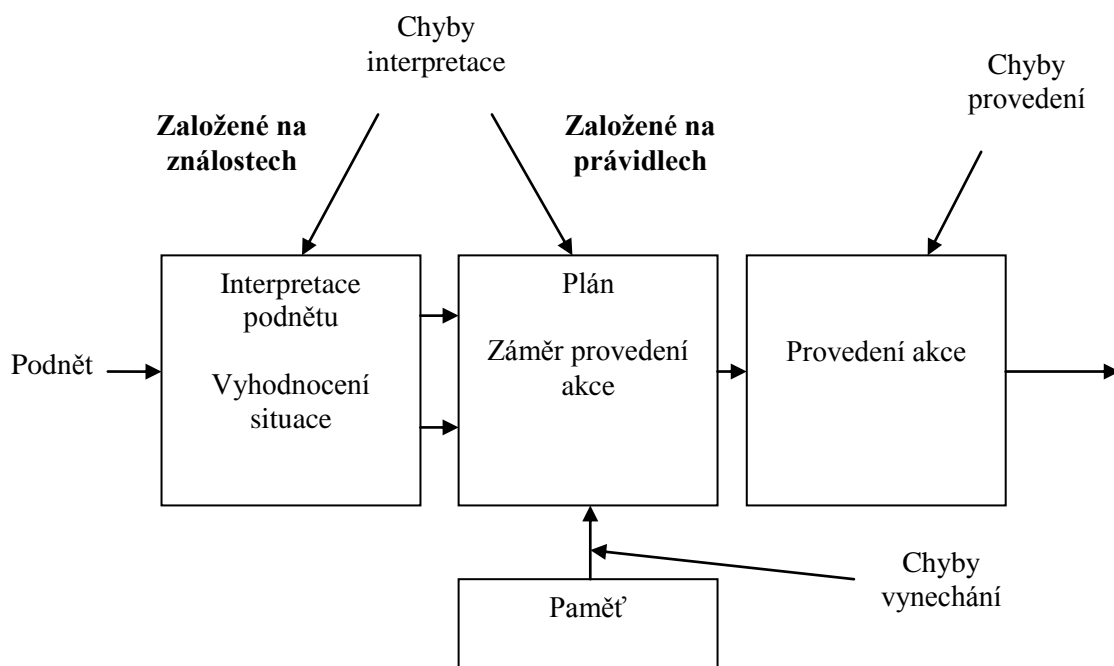 Chyby
interpretace
Chyby
provedení
Založené na
ználostech
Založené na
právidlech
Podnět
Interpretace
podnětu
Vyhodnocení
situace
Plán
Záměr provedení
akce
Provedení akce
Chyby
vynechání
Paměť